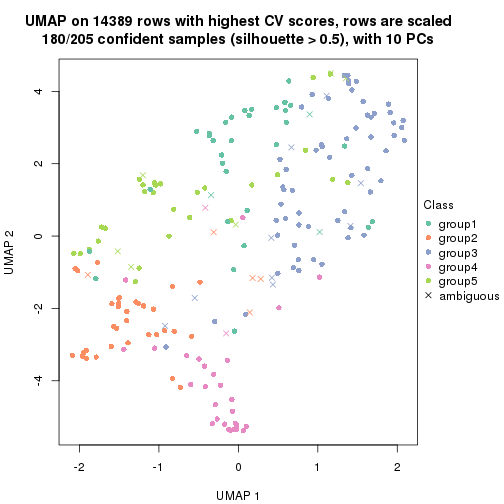 UMAP on 14389 rows with highest CV scores, rows are scaled
180/205 confident samples (silhouette > 0.5), with 10 PCs
4
2
0
-2
-4
UMAP 2
-2
-1
0
1
2
UMAP 1
Class
group1
group2
group3
group4
group5
ambiguous